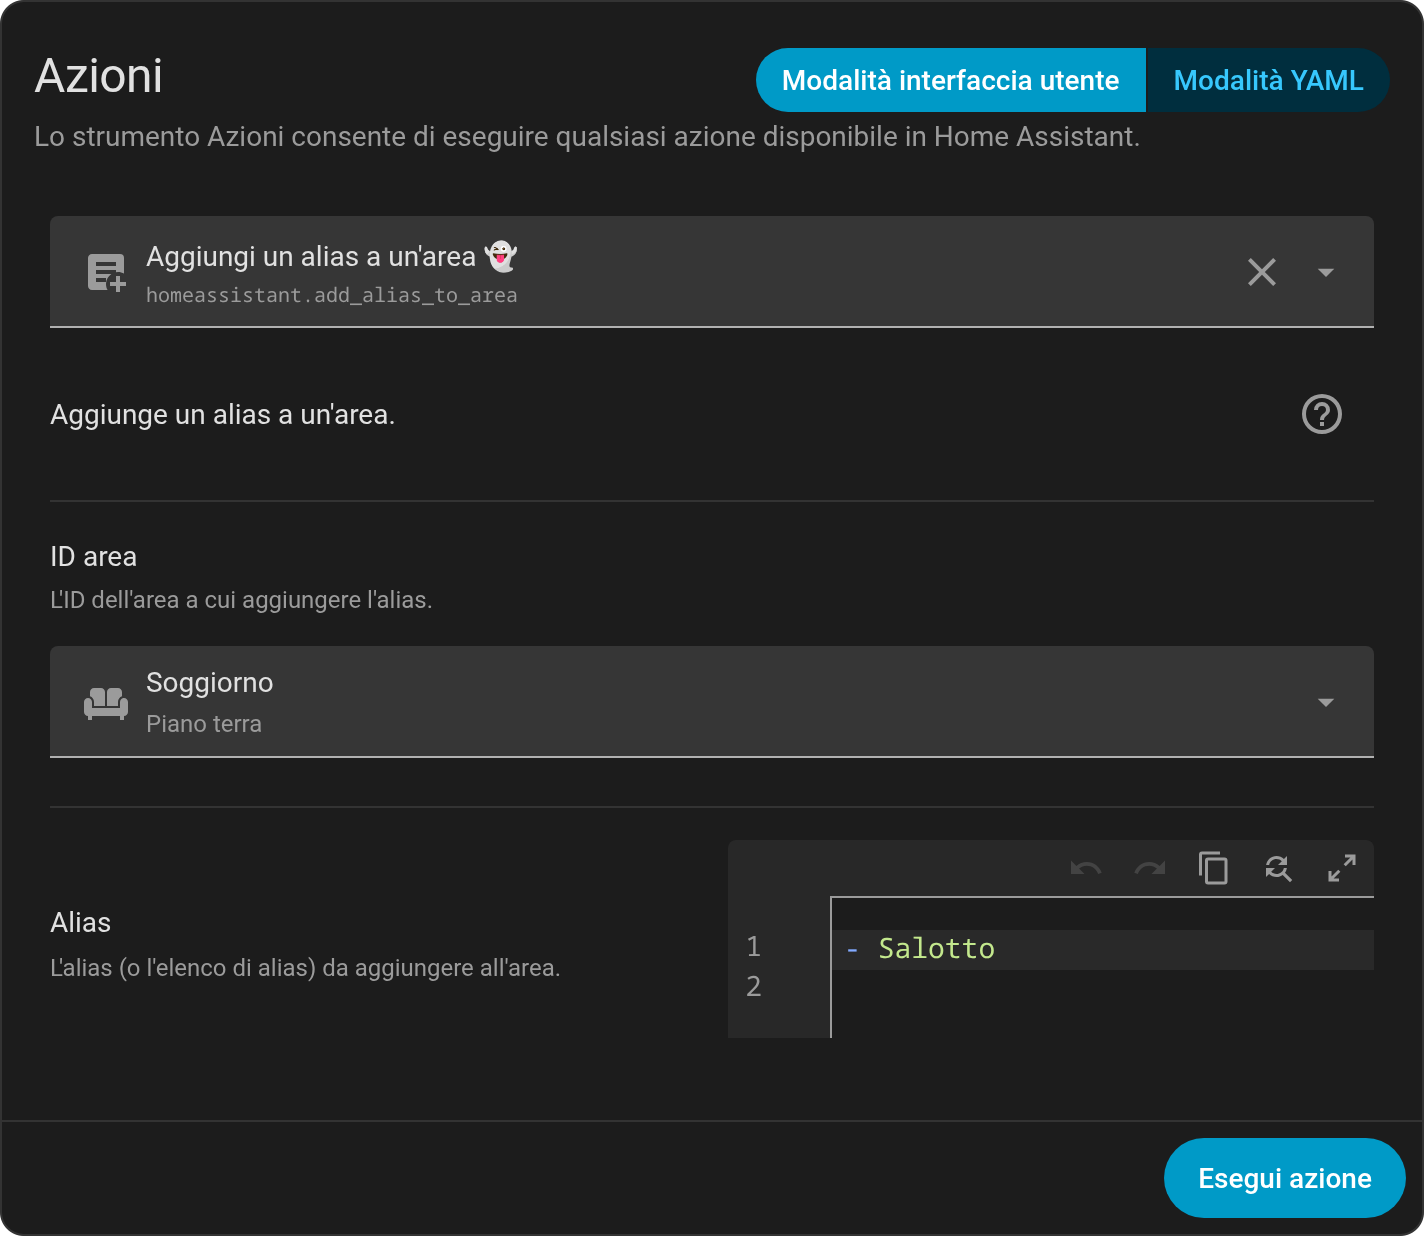 Azioni
Modalità interfaccia utente
Modalità YAML
Lo strumento Azioni consente di eseguire qualsiasi azione disponibile in Home Assistant.
Aggiungi un alias a un'area 👻
homeassistant.add_alias_to_area
Aggiunge un alias a un'area.
ID area
L'ID dell'area a cui aggiungere l'alias.
Soggiorno
Piano terra
Alias
L'alias (o l'elenco di alias) da aggiungere all'area.
1 - Salotto
2
Esegui azione